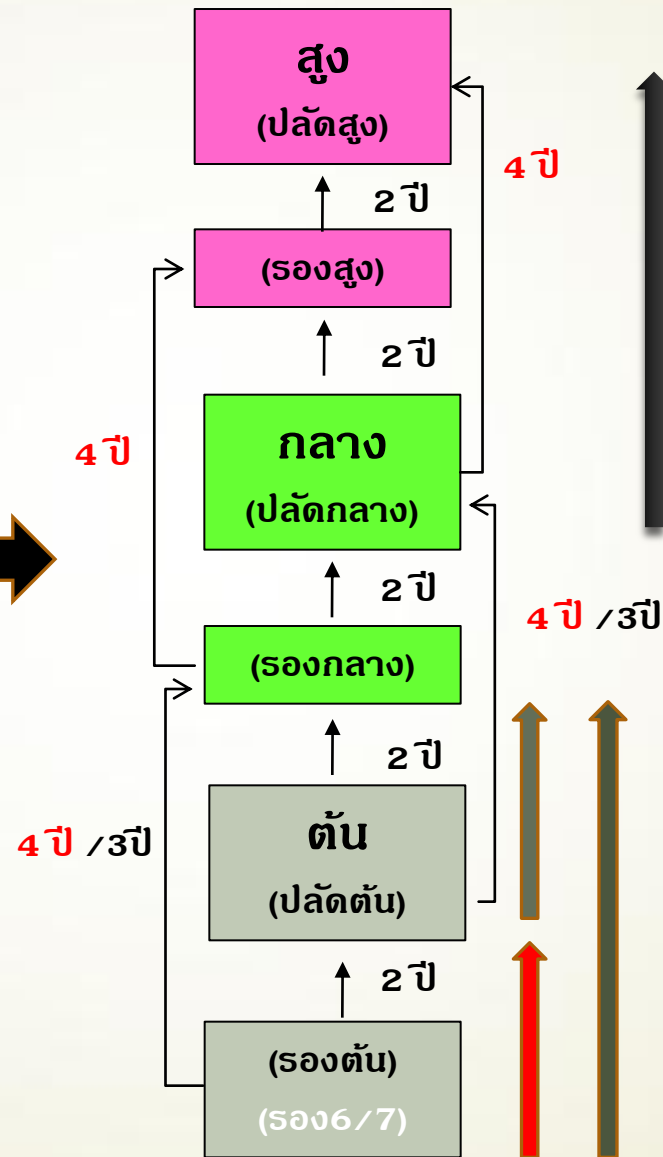 สูง
(ปลัดสูง)
4 ปี
2 ปี
(รองสูง)
2 ปี
4 ปี
กลาง
(ปลัดกลาง)
2 ปี
4 ปี /3ปี
(รองกลาง)
2 ปี
4 ปี /3ปี
ต้น
(ปลัดต้น)
2 ปี
(รองต้น)
(รอง6/7)